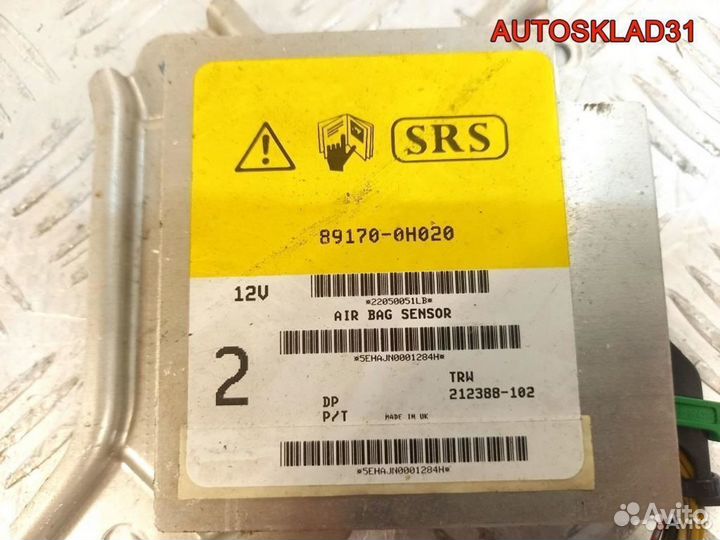 AUTOSKLAD31
SRS
89170-0H020
12V
*22050051LB*
AIR BAG SENSOR
*5EHAJN0001284H*
2
TRW
DP
212388-102
P/T
MADE IN UK
*5EHAJN0001284H*
Avito